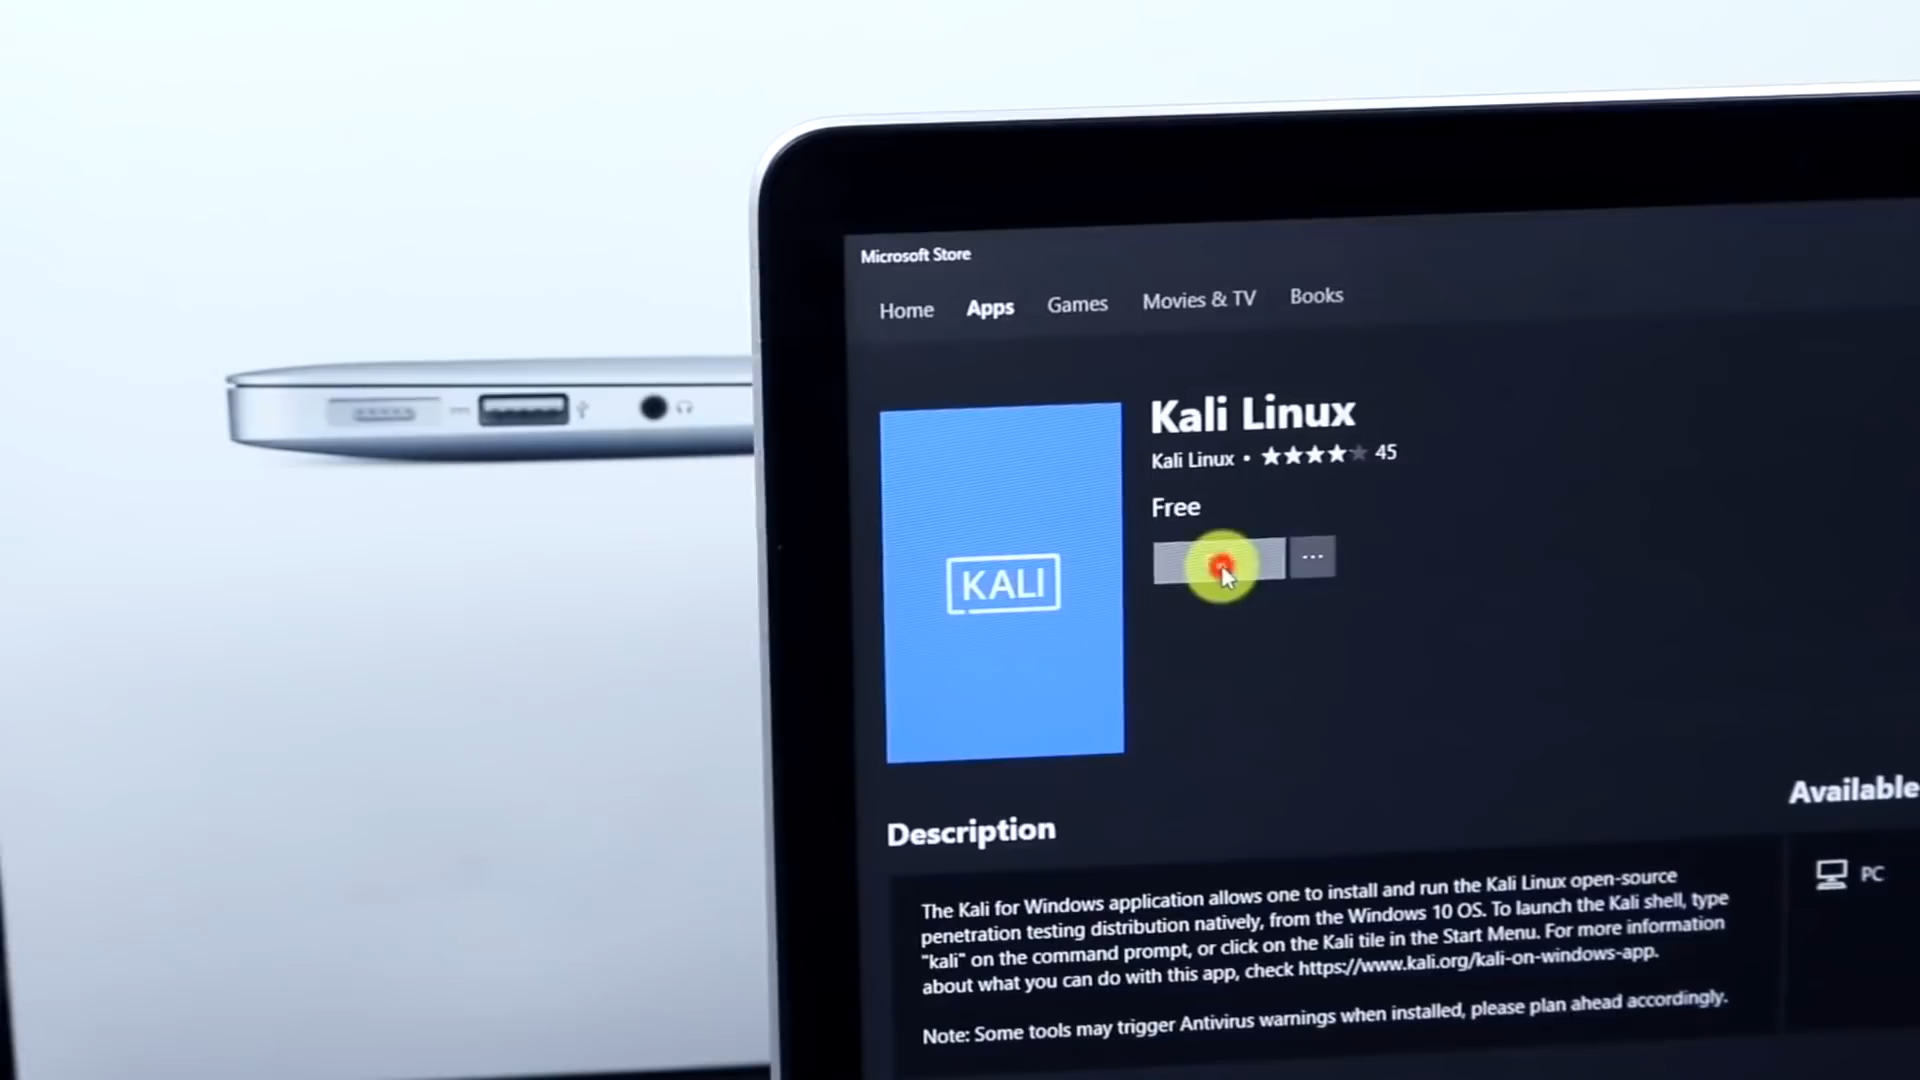 Microsoft Store
Home Apps Games Movies & TV Books
Kali Linux
Kali Linux • 45
Free
...
KALI
Description
Available
The Kali for Windows application allows one to install and run the Kali Linux open-source
penetration testing distribution natively, from the Windows 10 OS. To launch the Kali shell, type
"kali" on the command prompt, or click on the Kali tile in the Start Menu. For more information
about what you can do with this app, check https://www.kali.org/kali-on-windows-app.
Note: Some tools may trigger Antivirus warnings when installed, please plan ahead accordingly.
PC